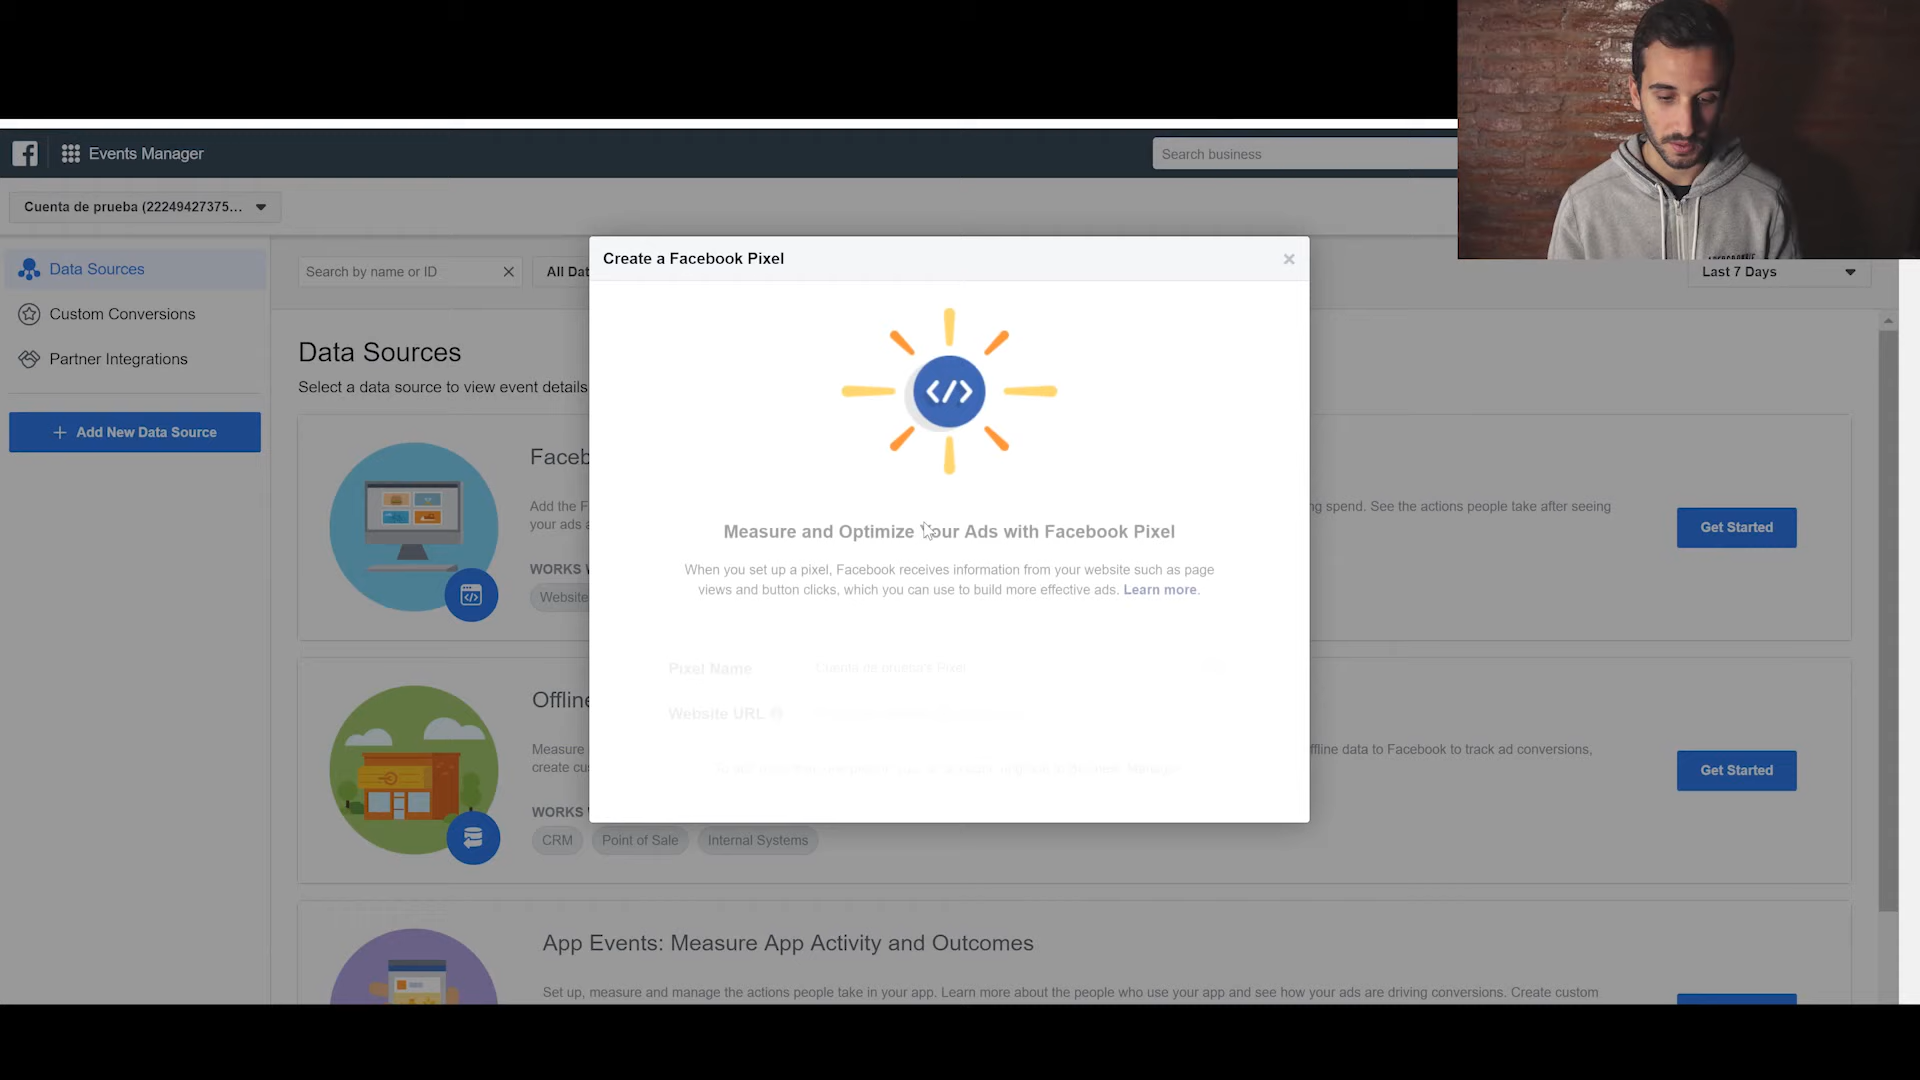 Events Manager
Search business
Cuenta de prueba (22249427375...
Data Sources
Custom Conversions
Partner Integrations
+ Add New Data Source
Search by name or ID
All Dat
Last 7 Days
Data Sources
Select a data source to view event details
Faceb
Add the F
ng spend. See the actions people take after seeing
your ads a
WORKS W
Website
Get Started
Create a Facebook Pixel
Measure and Optimize Your Ads with Facebook Pixel
When you set up a pixel, Facebook receives information from your website such as page
views and button clicks, which you can use to build more effective ads. Learn more.
Pixel Name
Cuenta de prueba's Pixel
Website URL
Offline
Measure
ffline data to Facebook to track ad conversions,
create cus
WORKS
CRM
Point of Sale
Internal Systems
Get Started
App Events: Measure App Activity and Outcomes
Set up, measure and manage the actions people take in your app. Learn more about the people who use your app and see how your ads are driving conversions. Create custom